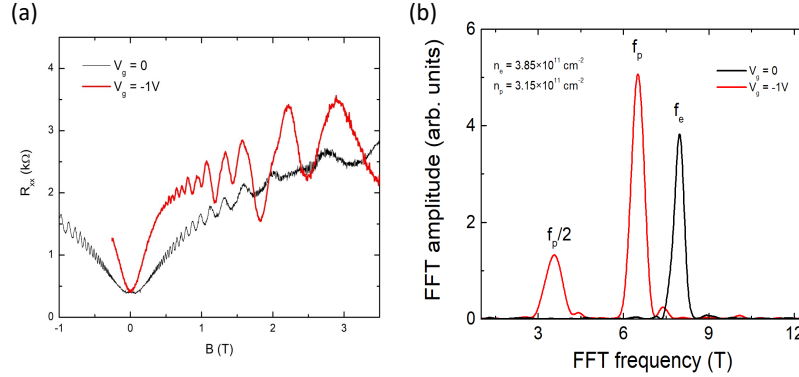 (a)
V_g = 0
V_g = -1V
R_xx (kΩ)
4
3
2
1
0
-1 0 1 2 3
B (T)
(b)
n_e = 3.85×10^11 cm^-2
n_p = 3.15×10^11 cm^-2
f_p
f_e
f_p/2
V_g = 0
V_g = -1V
FFT amplitude (arb. units)
6
4
2
0
3 6 9 12
FFT frequency (T)